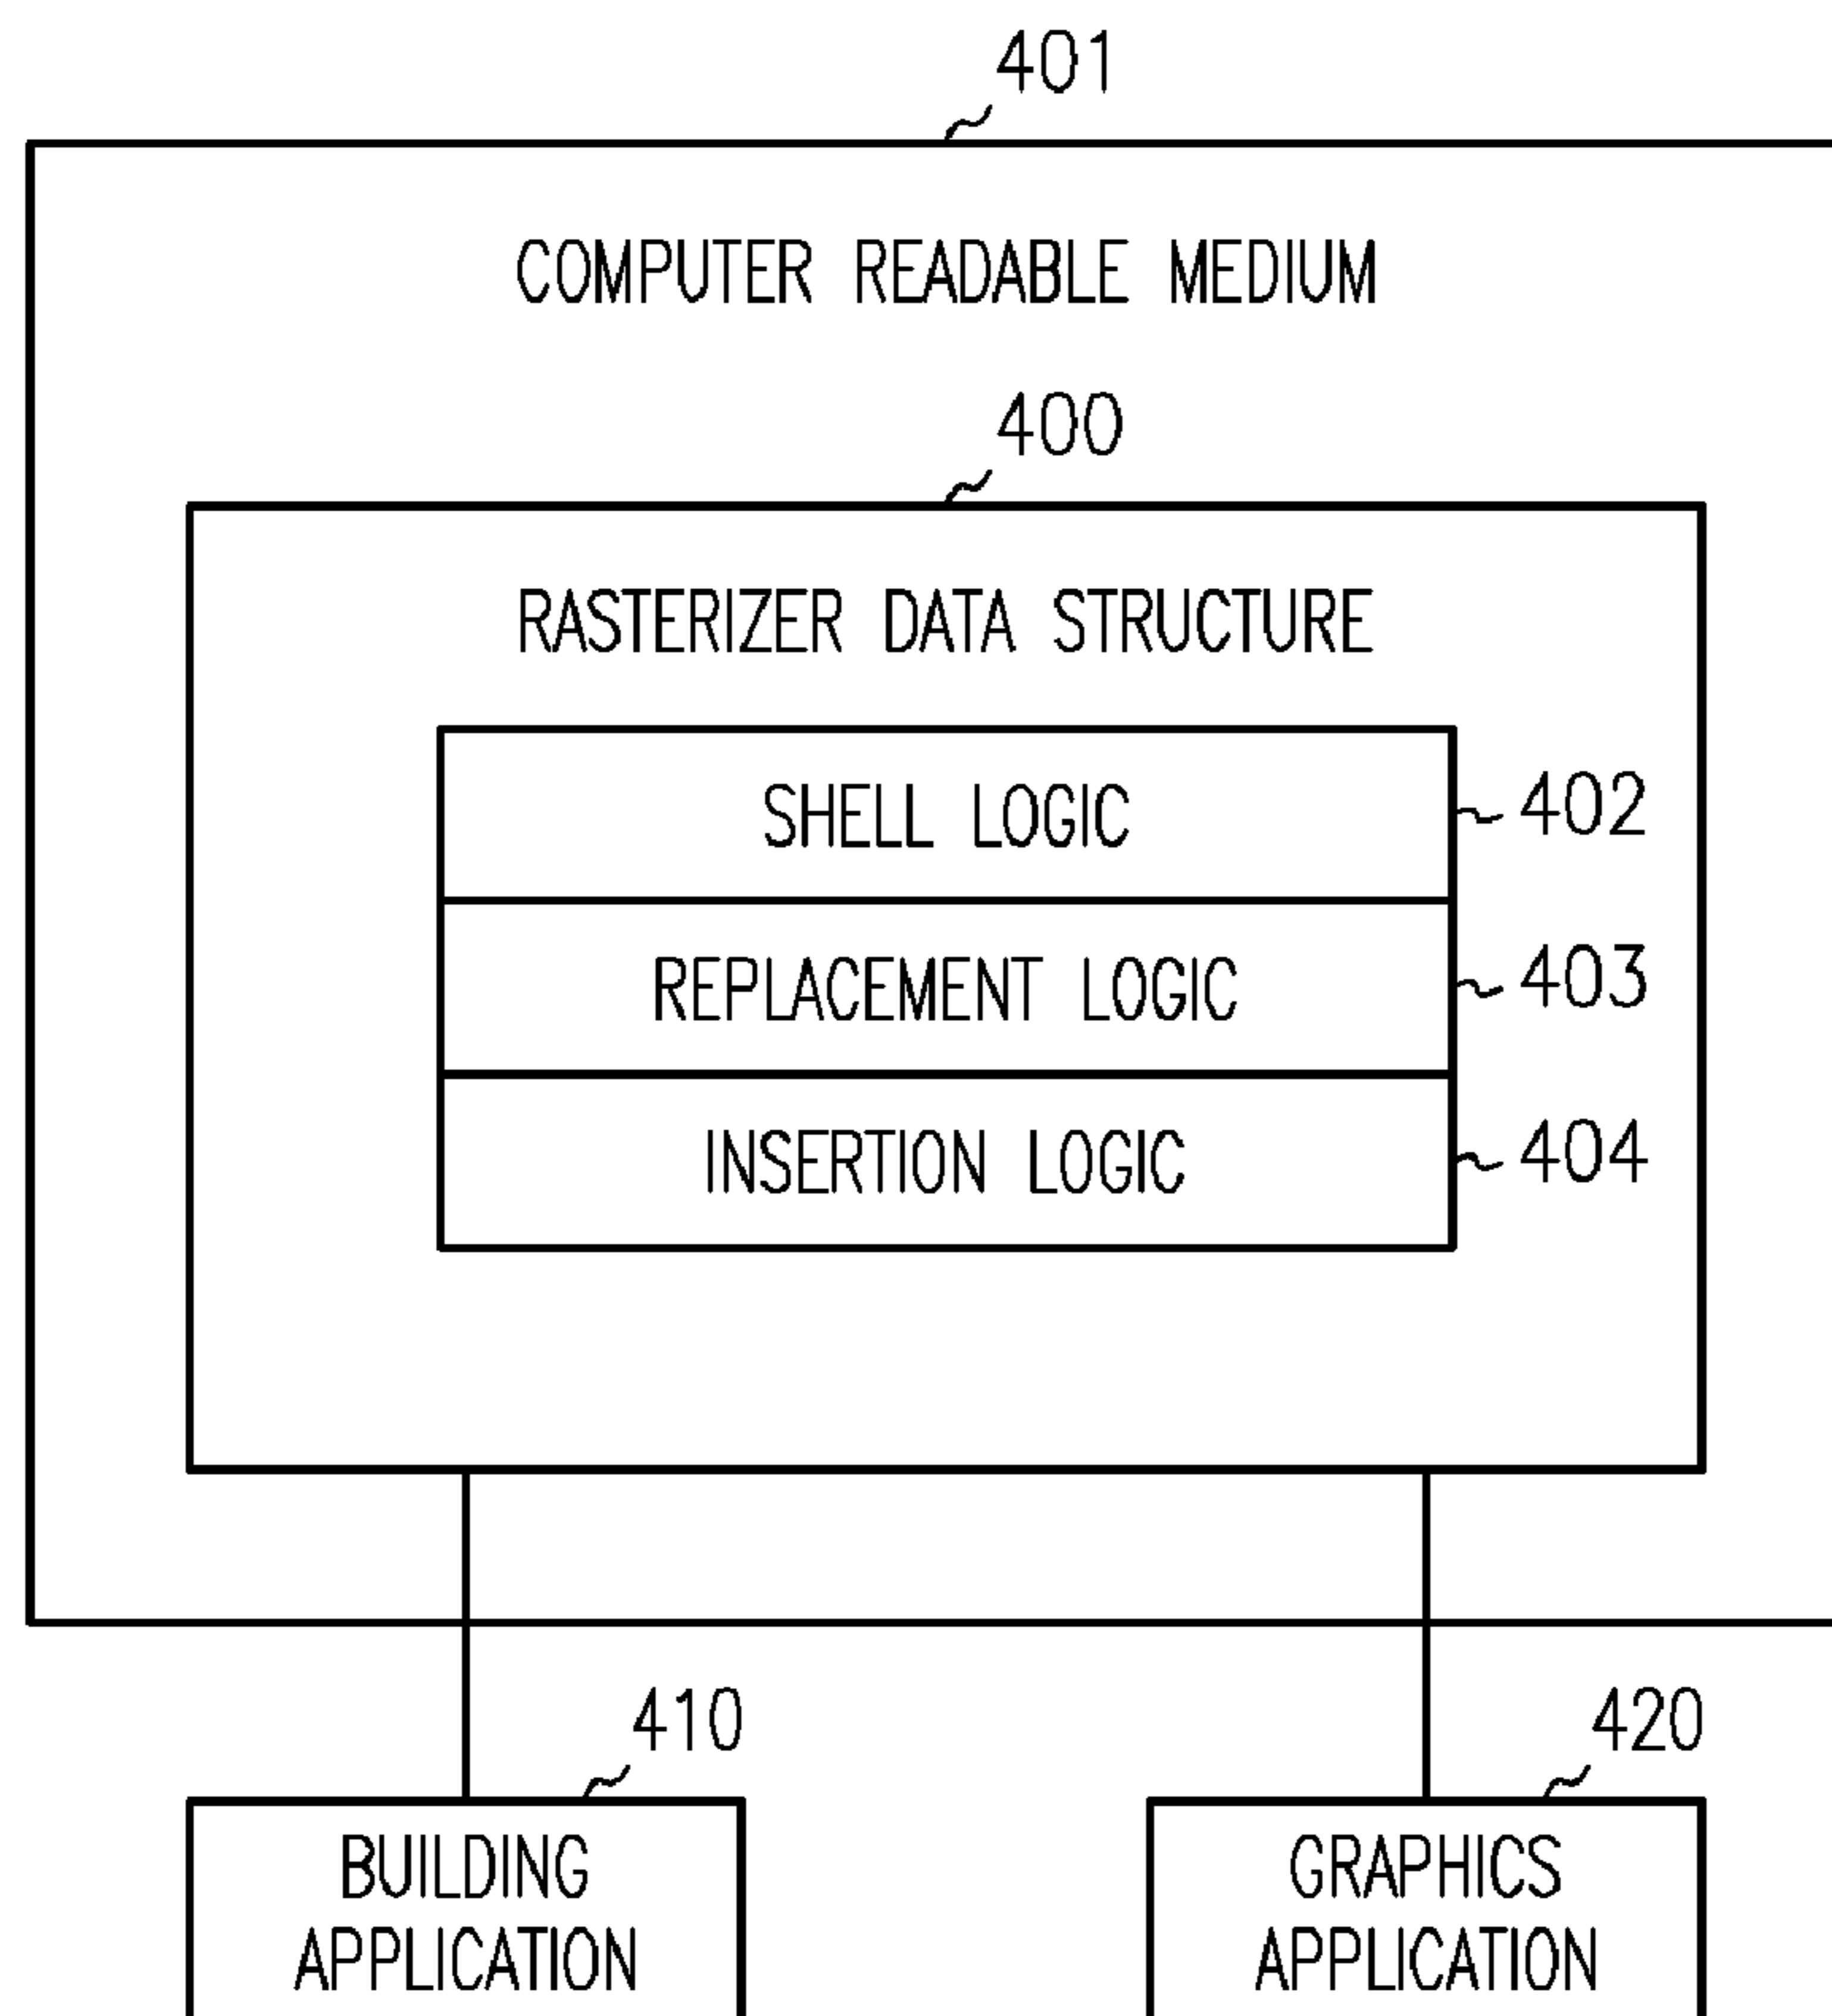 401
COMPUTER READABLE MEDIUM
400
RASTERIZER DATA STRUCTURE
SHELL LOGIC
402
REPLACEMENT LOGIC
403
INSERTION LOGIC
404
410
420
BUILDING
APPLICATION
GRAPHICS
APPLICATION